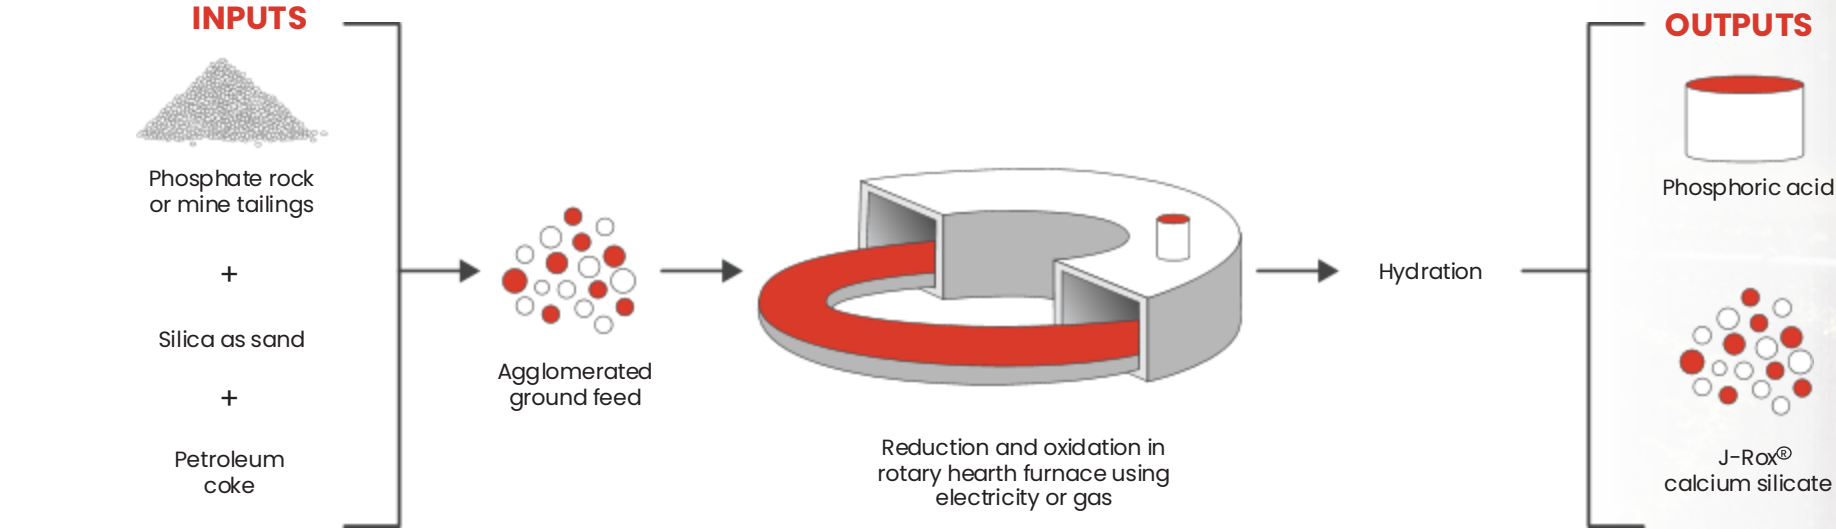 INPUTS
Phosphate rock
or mine tailings
+
Silica as sand
+
Petroleum
coke
Agglomerated
ground feed
Reduction and oxidation in
rotary hearth furnace using
electricity or gas
Hydration
OUTPUTS
Phosphoric acid
J-Rox®
calcium silicate